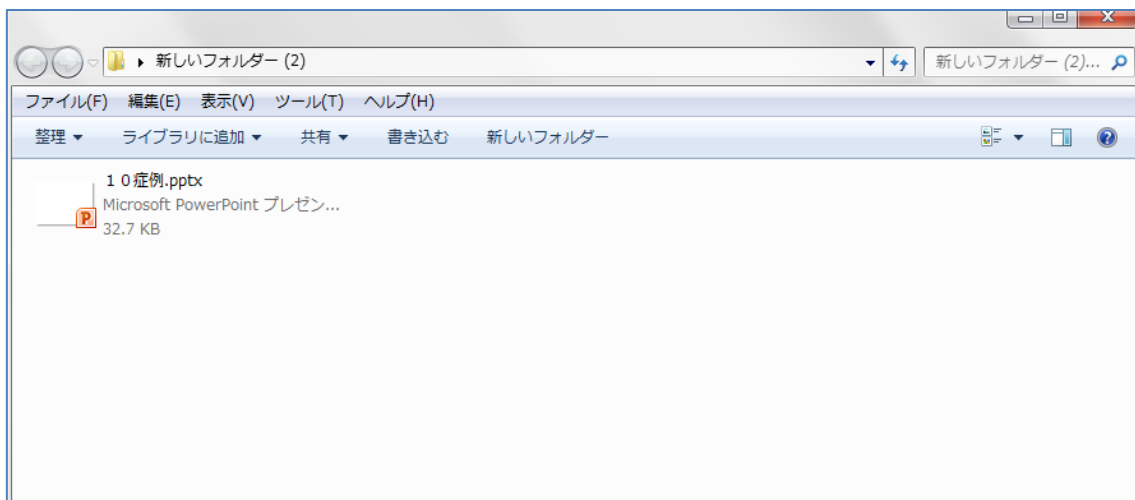 新しいフォルダー (2)
新しいフォルダー (2)...
ファイル(F) 編集(E) 表示(V) ツール(T) ヘルプ(H)
整理 ライブラリに追加 共有 書き込む 新しいフォルダー
１０症例.pptx
Microsoft PowerPoint プレゼン...
32.7 KB